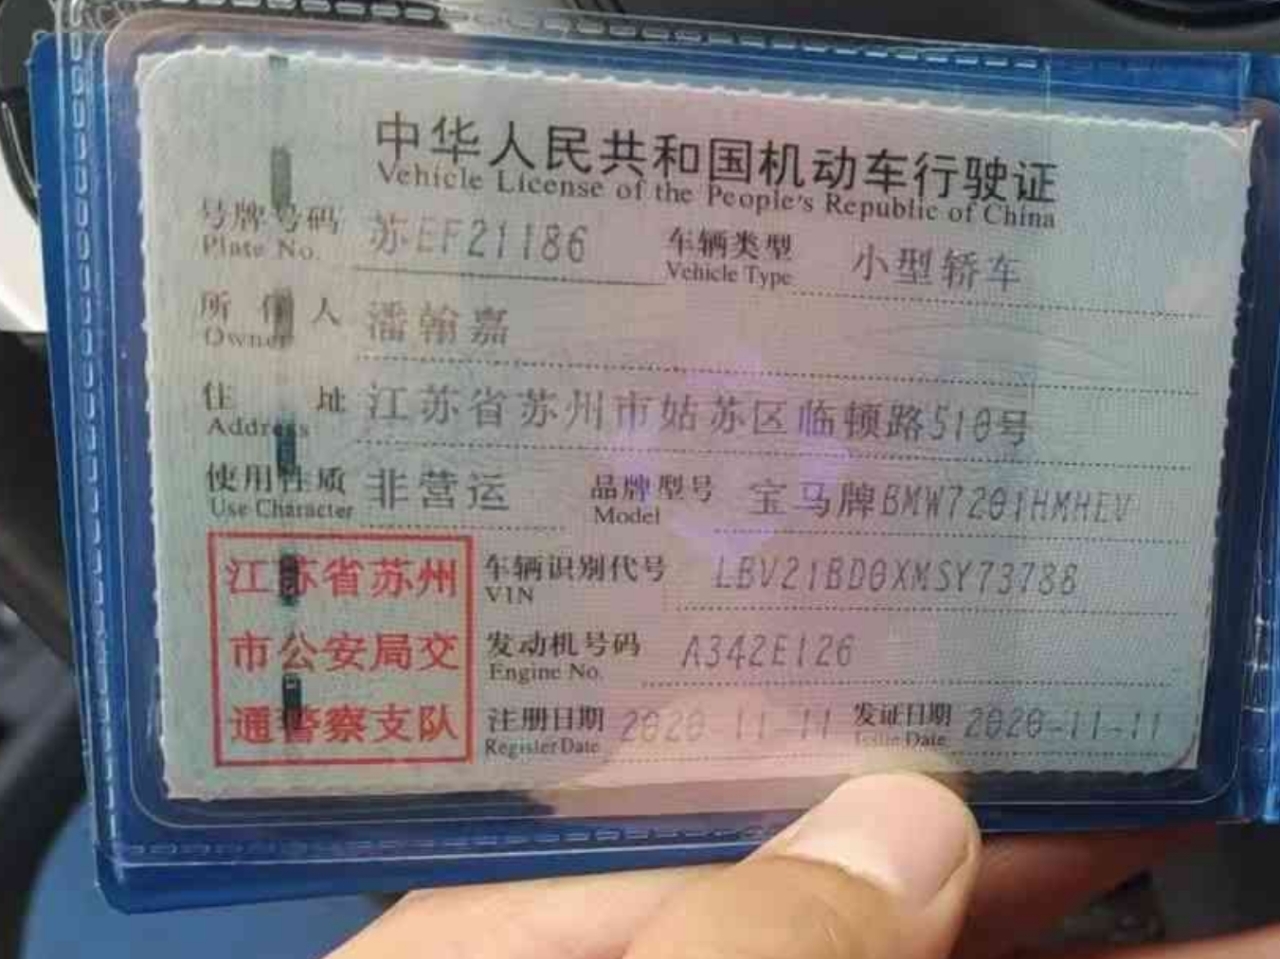 中华人民共和国机动车行驶证
Vehicle License of the People's Republic of China
号牌号码 苏EF21186 车辆类型 小型轿车
Plate No. Vehicle Type
所有人 潘翰嘉
Owner
住址 江苏省苏州市姑苏区临顿路510号
Address
使用性质 非营运 品牌型号 宝马牌BMW7201HMHEV
Use Character Model
江苏省苏州
市公安局交
通警察支队
车辆识别代号 LBV21BD0XMSY73788
VIN
发动机号码 A342E126
Engine No.
注册日期 2020-11-11 发证日期 2020-11-11
Register Date Issue Date